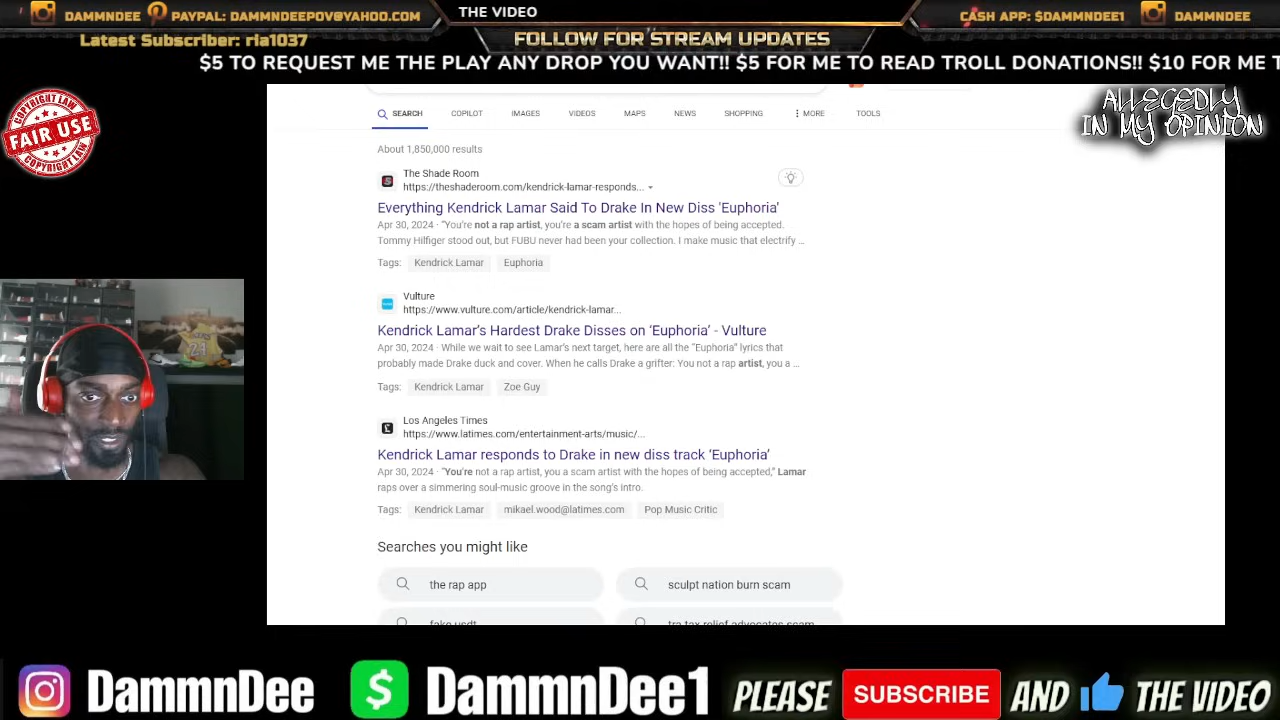 DAMMNDEE PAYPAL: DAMMNDEEPOV@YAHOO.COM
THE VIDEO
CASH APP: $DAMMNDEE1 DAMMNDEE
Latest Subscriber: ria1037
FOLLOW FOR STREAM UPDATES
$5 TO REQUEST ME THE PLAY ANY DROP YOU WANT!! $5 FOR ME TO READ TROLL DONATIONS!! $10 FOR ME T
COPYRIGHT LAW
FAIR USE
COPYRIGHT LAW
ALLEGEDLY
IN MY OPINION
SEARCH COPILOT IMAGES VIDEOS MAPS NEWS SHOPPING MORE TOOLS
About 1,850,000 results
The Shade Room
https://theshaderoom.com/kendrick-lamar-responds...
Everything Kendrick Lamar Said To Drake In New Diss 'Euphoria'
Apr 30, 2024 · "You're not a rap artist, you're a scam artist with the hopes of being accepted.
Tommy Hilfiger stood out, but FUBU never had been your collection. I make music that electrify ...
Tags: Kendrick Lamar Euphoria
Vulture
https://www.vulture.com/article/kendrick-lamar...
Kendrick Lamar's Hardest Drake Disses on 'Euphoria' - Vulture
Apr 30, 2024 · While we wait to see Lamar's next target, here are all the "Euphoria" lyrics that
probably made Drake duck and cover. When he calls Drake a grifter: You not a rap artist, you a ...
Tags: Kendrick Lamar Zoe Guy
Los Angeles Times
https://www.latimes.com/entertainment-arts/music/...
Kendrick Lamar responds to Drake in new diss track 'Euphoria'
Apr 30, 2024 · "You're not a rap artist, you a scam artist with the hopes of being accepted," Lamar
raps over a simmering soul-music groove in the song's intro.
Tags: Kendrick Lamar mikael.wood@latimes.com Pop Music Critic
Searches you might like
the rap app
sculpt nation burn scam
fake usdt
tra tax relief advocates scam
DammnDee
$ DammnDee1
PLEASE SUBSCRIBE AND THE VIDEO